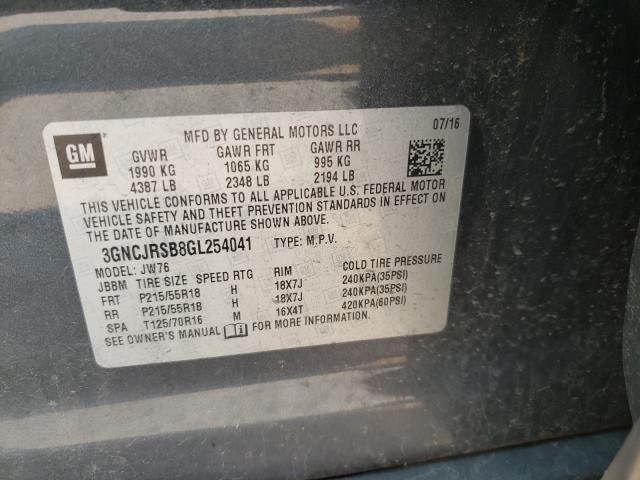 07/16
MFD BY GENERAL MOTORS LLC
GM
GVWR GAWR FRT GAWR RR
1990 KG 1065 KG 995 KG
4387 LB 2348 LB 2194 LB
THIS VEHICLE CONFORMS TO ALL APPLICABLE U.S. FEDERAL MOTOR
VEHICLE SAFETY AND THEFT PREVENTION STANDARDS IN EFFECT ON
THE DATE OF MANUFACTURE SHOWN ABOVE.
3GNCJRSB8GL254041 TYPE: M.P.V.
MODEL: JW76
JBBM TIRE SIZE SPEED RTG RIM COLD TIRE PRESSURE
FRT P215/55R18 H 18X7J 240KPA(35PSI)
RR P215/55R18 H 18X7J 240KPA(35PSI)
SPA T125/70R16 M 16X4T 420KPA(60PSI)
SEE OWNER'S MANUAL FOR MORE INFORMATION.